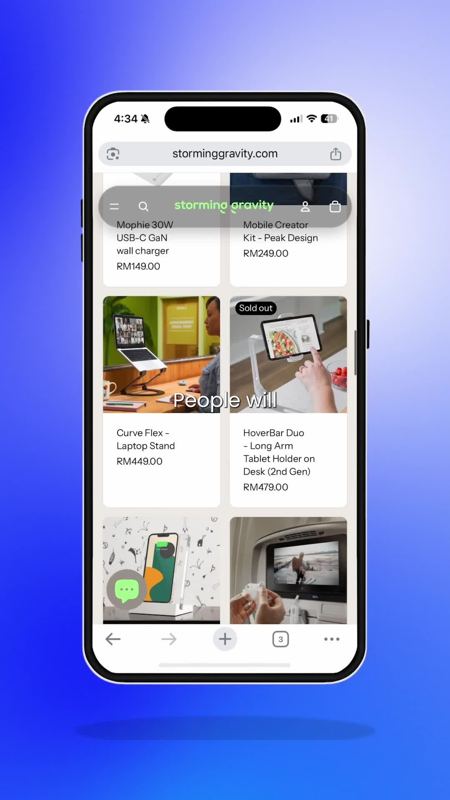 4:34
41
storminggravity.com
storming gravity
Mophie 30W
USB-C GaN
wall charger
RM149.00
Mobile Creator
Kit - Peak Design
RM249.00
Sold out
People will
Curve Flex -
Laptop Stand
RM449.00
HoverBar Duo
- Long Arm
Tablet Holder on
Desk (2nd Gen)
RM479.00
3